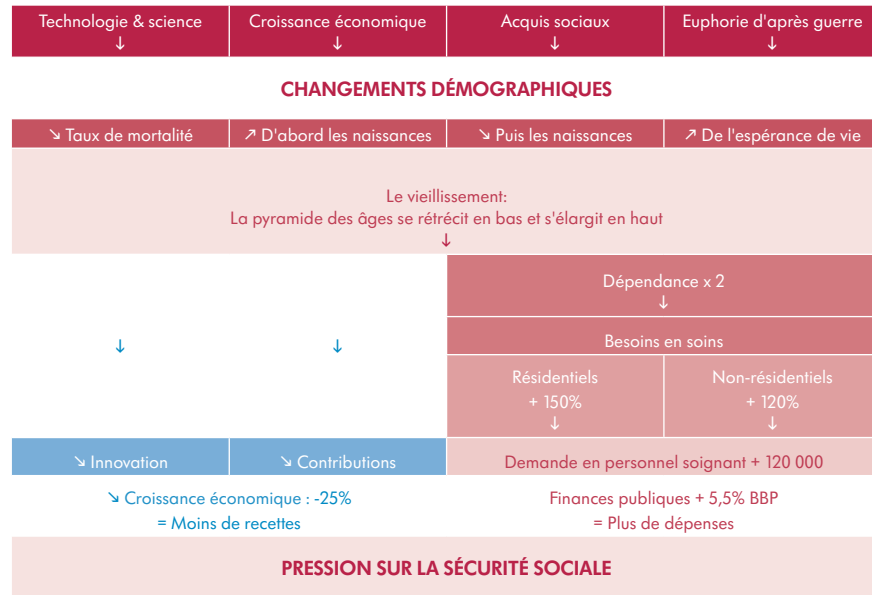 Technologie & science
↓
Croissance économique
↓
Acquis sociaux
↓
Euphorie d'après guerre
↓
CHANGEMENTS DÉMOGRAPHIQUES
↘ Taux de mortalité
↗ D'abord les naissances
↘ Puis les naissances
↗ De l'espérance de vie
Le vieillissement:
La pyramide des âges se rétrécit en bas et s'élargit en haut
↓
Dépendance x 2
↓
↓
↓
Besoins en soins
Résidentiels
+ 150%
↓
Non-résidentiels
+ 120%
↓
↘ Innovation
↘ Contributions
Demande en personnel soignant + 120 000
↘ Croissance économique : -25%
= Moins de recettes
Finances publiques + 5,5% BBP
= Plus de dépenses
PRESSION SUR LA SÉCURITÉ SOCIALE